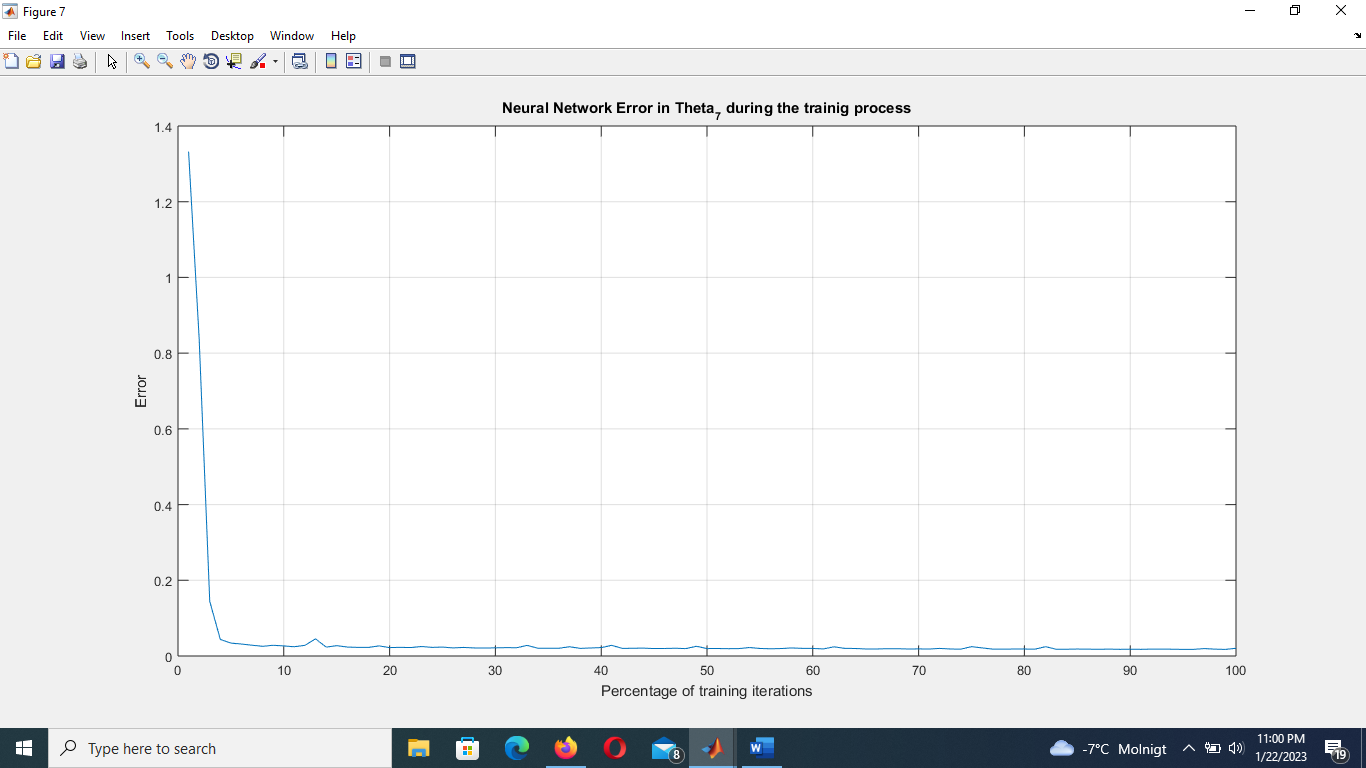 Figure 7
File Edit View Insert Tools Desktop Window Help
Neural Network Error in Theta7 during the trainig process
1.4
1.2
1
0.8
0.6
0.4
0.2
0
Error
0 10 20 30 40 50 60 70 80 90 100
Percentage of training iterations
Type here to search
8
-7°C Molnigt
11:00 PM
1/22/2023
19